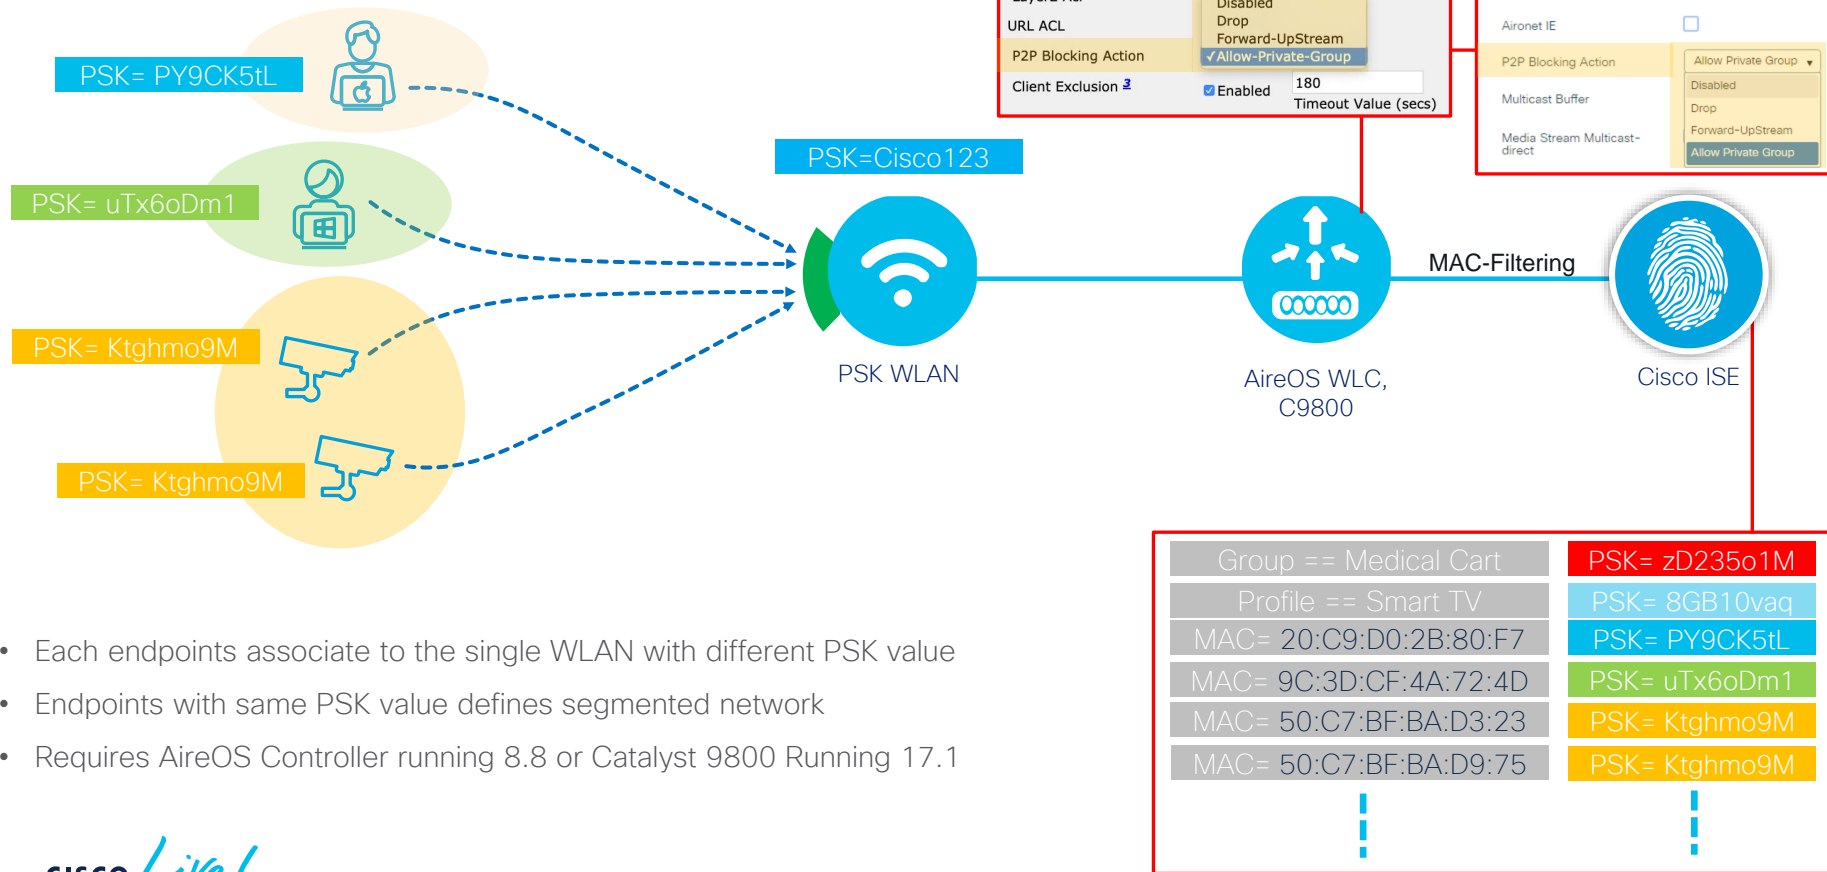 Disabled
URL ACL
Drop
Forward-UpStream
P2P Blocking Action
✓Allow-Private-Group
Client Exclusion 3
Enabled
180
Timeout Value (secs)
Aironet IE
P2P Blocking Action
Allow Private Group
Disabled
Multicast Buffer
Drop
Forward-UpStream
Media Stream Multicast-
direct
Allow Private Group
PSK= PY9CK5tL
PSK=Cisco123
PSK= uTx6oDm1
MAC-Filtering
PSK= Ktghmo9M
PSK WLAN
AireOS WLC,
C9800
Cisco ISE
PSK= Ktghmo9M
Group == Medical Cart
PSK= zD235o1M
Profile == Smart TV
PSK= 8GB10vaq
MAC= 20:C9:D0:2B:80:F7
PSK= PY9CK5tL
MAC= 9C:3D:CF:4A:72:4D
PSK= uTx6oDm1
MAC= 50:C7:BF:BA:D3:23
PSK= Ktghmo9M
MAC= 50:C7:BF:BA:D9:75
PSK= Ktghmo9M
• Each endpoints associate to the single WLAN with different PSK value
• Endpoints with same PSK value defines segmented network
• Requires AireOS Controller running 8.8 or Catalyst 9800 Running 17.1
cisco Live!